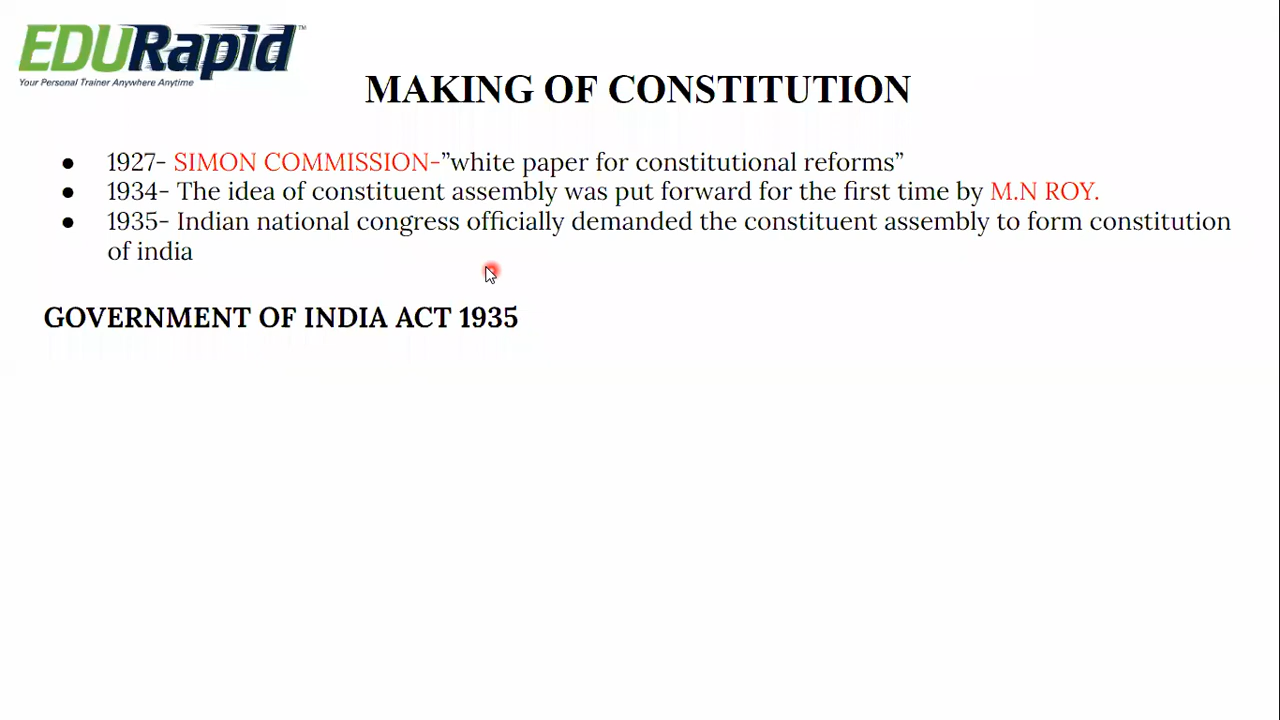 EDURapid™
Your Personal Trainer Anywhere Anytime
MAKING OF CONSTITUTION
● 1927- SIMON COMMISSION-”white paper for constitutional reforms”
● 1934- The idea of constituent assembly was put forward for the first time by M.N ROY.
● 1935- Indian national congress officially demanded the constituent assembly to form constitution
of india
GOVERNMENT OF INDIA ACT 1935